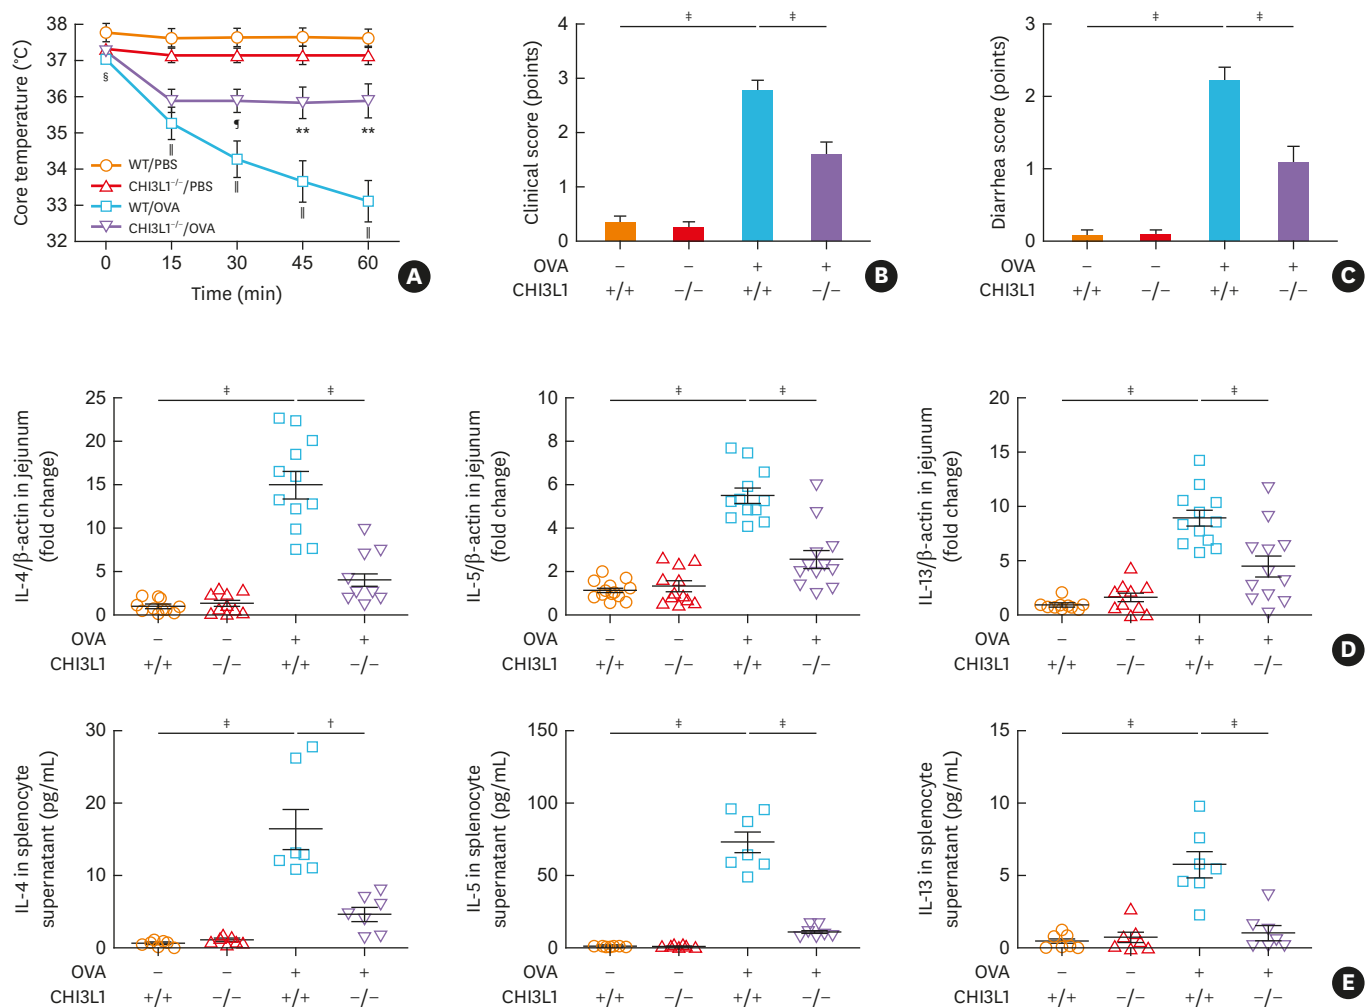 Core temperature (°C)
38
37
36
35
34
33
32
§
‖
¶
‖
**
‖
**
‖
WT/PBS
CHI3L1⁻/⁻/PBS
WT/OVA
CHI3L1⁻/⁻/OVA
0 15 30 45 60
Time (min)
A
Clinical score (points)
4
3
2
1
0
‡ ‡
OVA − − + +
CHI3L1 +/+ −/− +/+ −/−
B
Diarrhea score (points)
3
2
1
0
‡ ‡
OVA − − + +
CHI3L1 +/+ −/− +/+ −/−
C
IL-4/β-actin in jejunum
(fold change)
25
20
15
10
5
0
‡ ‡
OVA − − + +
CHI3L1 +/+ −/− +/+ −/−
IL-5/β-actin in jejunum
(fold change)
10
8
6
4
2
0
‡ ‡
OVA − − + +
CHI3L1 +/+ −/− +/+ −/−
IL-13/β-actin in jejunum
(fold change)
20
15
10
5
0
‡ ‡
OVA − − + +
CHI3L1 +/+ −/− +/+ −/−
D
IL-4 in splenocyte
supernatant (pg/mL)
30
20
10
0
‡ †
OVA − − + +
CHI3L1 +/+ −/− +/+ −/−
IL-5 in splenocyte
supernatant (pg/mL)
150
100
50
0
‡ ‡
OVA − − + +
CHI3L1 +/+ −/− +/+ −/−
IL-13 in splenocyte
supernatant (pg/mL)
15
10
5
0
‡ ‡
OVA − − + +
CHI3L1 +/+ −/− +/+ −/−
E